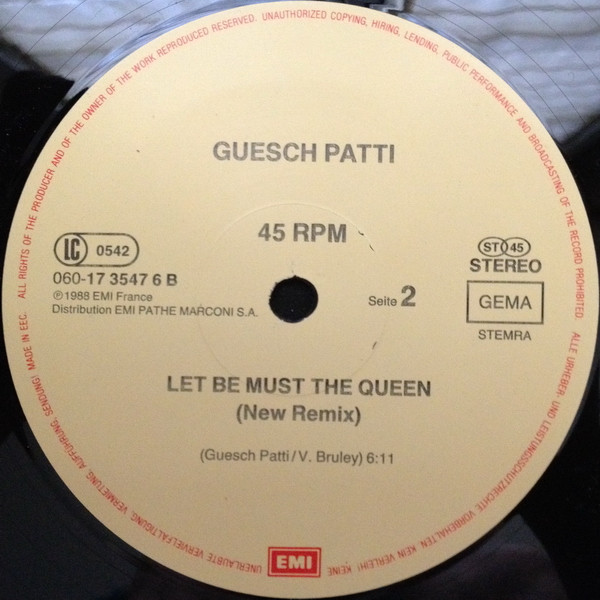 GUESCH PATTI
45 RPM
LC 0542
060-17 3547 6 B
℗1988 EMI France
Distribution EMI PATHE MARCONI S.A.
Seite 2
ST 45
STEREO
GEMA
STEMRA
LET BE MUST THE QUEEN
(New Remix)
(Guesch Patti/V. Bruley) 6:11
EMI
MADE IN EEC. ALL RIGHTS OF THE PRODUCER AND OF THE OWNER OF THE WORK REPRODUCED RESERVED. UNAUTHORIZED COPYING, HIRING, LENDING, PUBLIC PERFORMANCE AND BROADCASTING OF THE RECORD PROHIBITED. ALLE URHEBER- UND LEISTUNGSSCHUTZRECHTE VORBEHALTEN. KEIN VERLEIH! KEINE UNERLAUBTE VERVIELFÄLTIGUNG, VERMIETUNG, AUFFÜHRUNG, SENDUNG!